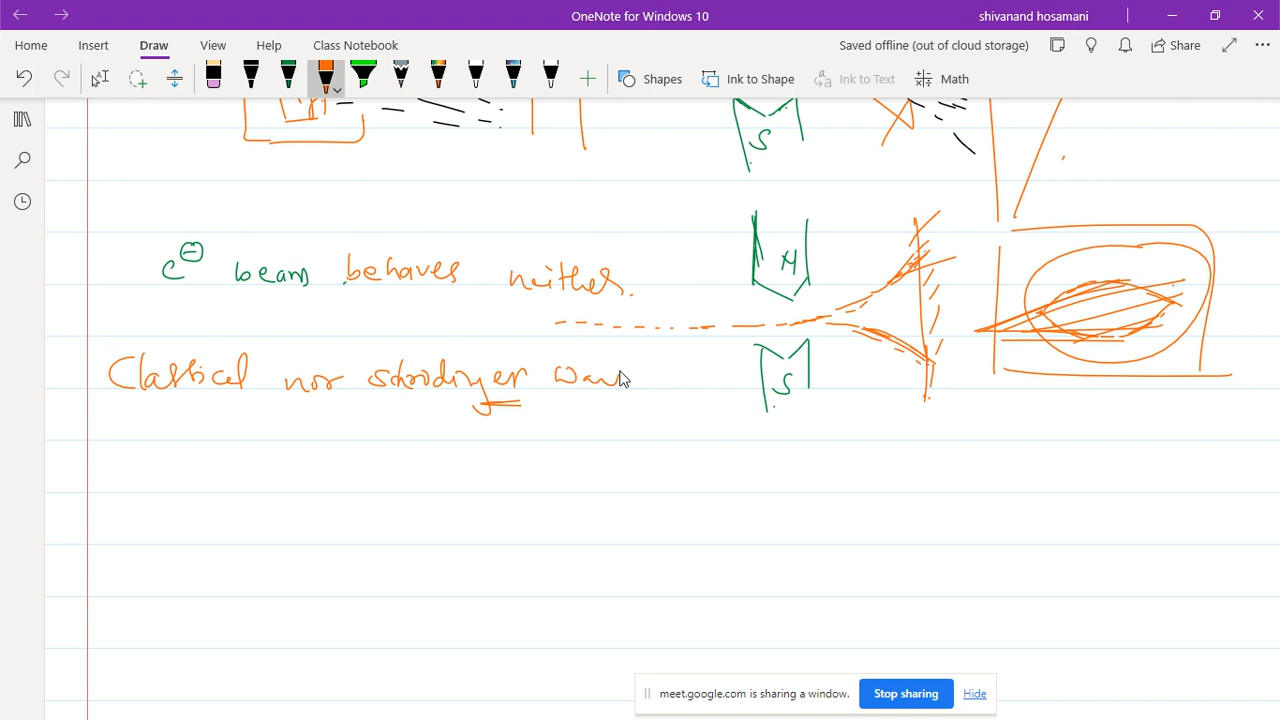 OneNote for Windows 10
shivanand hosamani
Home Insert Draw View Help Class Notebook
Saved offline (out of cloud storage)
Share
Shapes
Ink to Shape
Ink to Text
Math
S
e⊖ beam behaves neither.
N
Classical nor schrodinger wav
S
meet.google.com is sharing a window.
Stop sharing
Hide